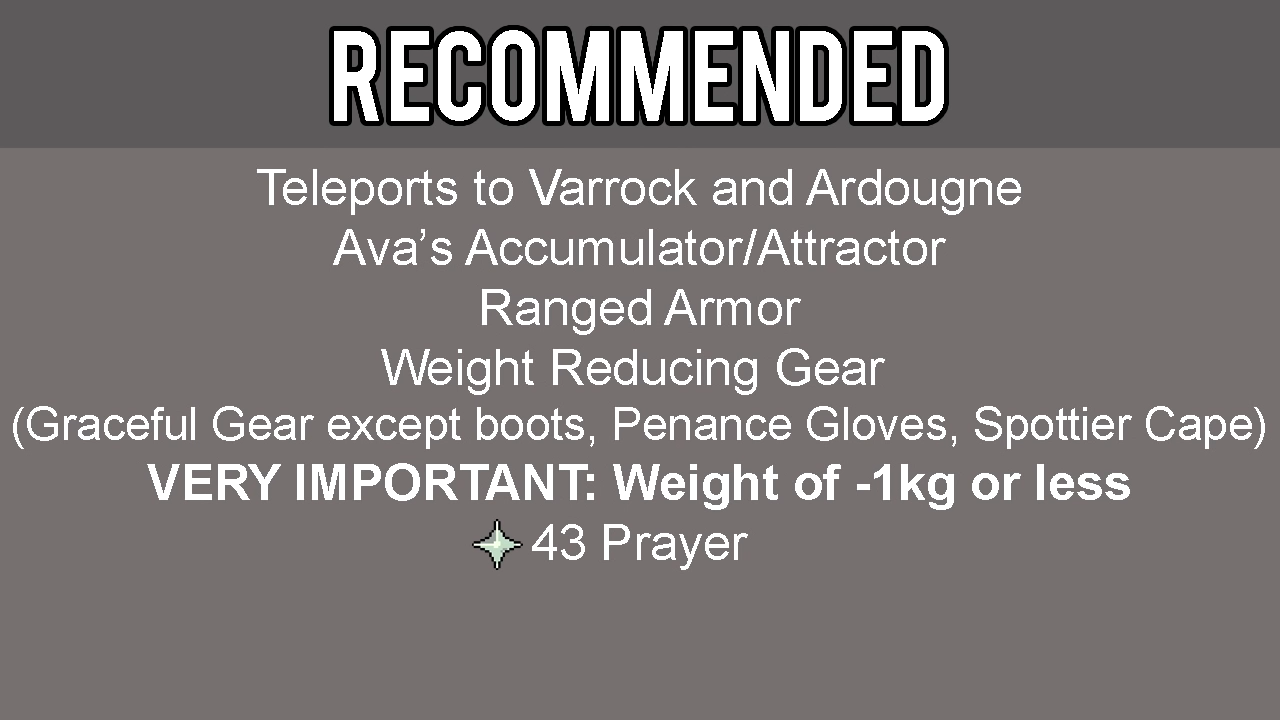 RECOMMENDED
Teleports to Varrock and Ardougne
Ava’s Accumulator/Attractor
Ranged Armor
Weight Reducing Gear
(Graceful Gear except boots, Penance Gloves, Spottier Cape)
VERY IMPORTANT: Weight of -1kg or less
43 Prayer